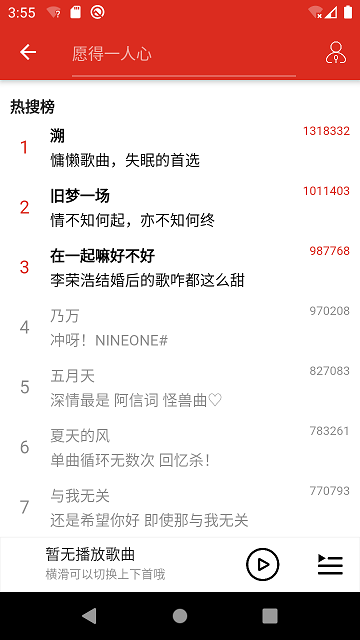 3:55
愿得一人心
热搜榜
1
溯
1318332
慵懒歌曲，失眠的首选
2
旧梦一场
1011403
情不知何起，亦不知何终
3
在一起嘛好不好
987768
李荣浩结婚后的歌咋都这么甜
4
乃万
970208
冲呀！NINEONE#
5
五月天
827083
深情最是 阿信词 怪兽曲♡
6
夏天的风
783261
单曲循环无数次 回忆杀！
7
与我无关
770793
还是希望你好 即使那与我无关
暂无播放歌曲
横滑可以切换上下首哦